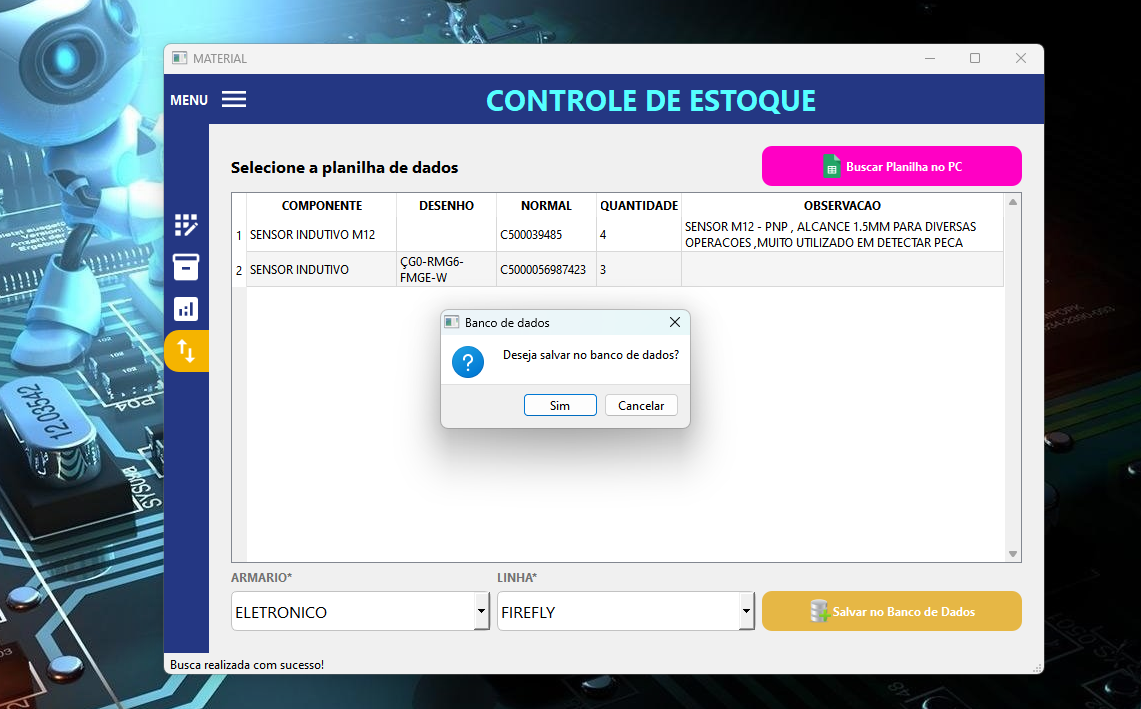 MATERIAL
MENU
CONTROLE DE ESTOQUE
Selecione a planilha de dados
Buscar Planilha no PC
COMPONENTE DESENHO NORMAL QUANTIDADE OBSERVACAO
1 SENSOR INDUTIVO M12 C500039485 4 SENSOR M12 - PNP , ALCANCE 1.5MM PARA DIVERSAS
OPERACOES ,MUITO UTILIZADO EM DETECTAR PECA
2 SENSOR INDUTIVO ÇG0-RMG6- C5000056987423 3
FMGE-W
Banco de dados
Deseja salvar no banco de dados?
Sim Cancelar
ARMARIO* LINHA*
ELETRONICO FIREFLY
Salvar no Banco de Dados
Busca realizada com sucesso!
12.03542